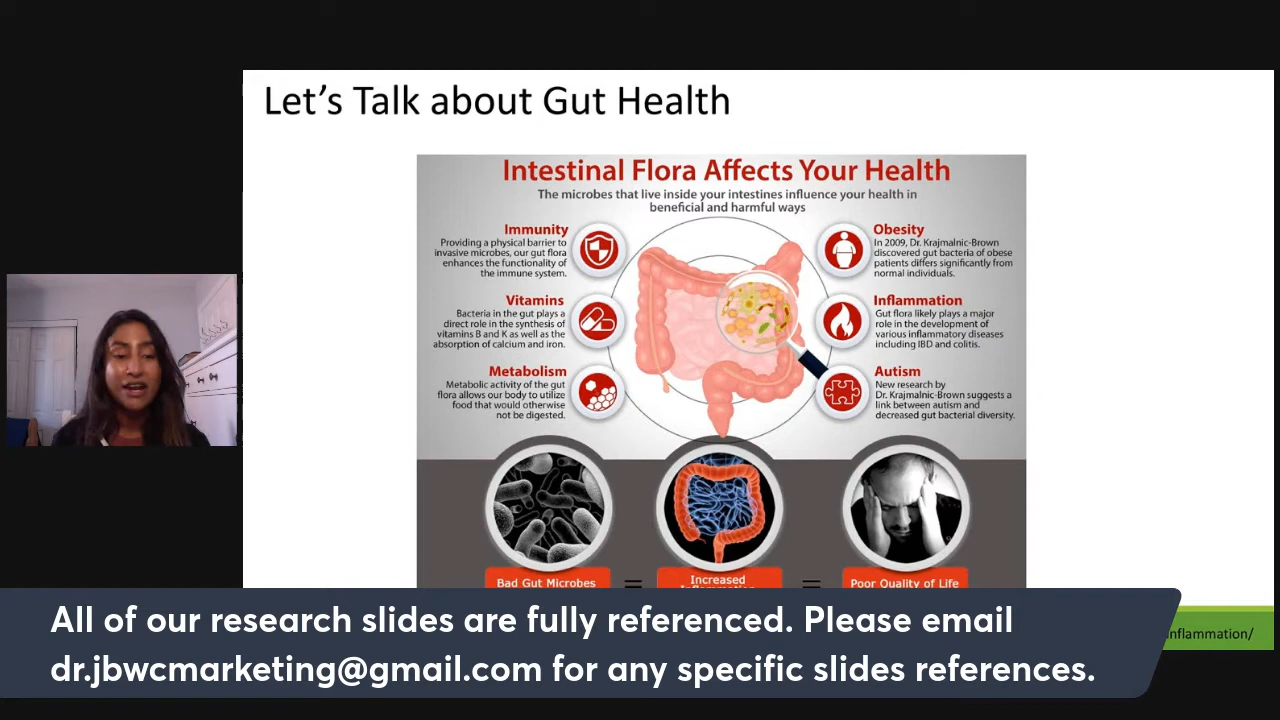 Let's Talk about Gut Health
Intestinal Flora Affects Your Health
The microbes that live inside your intestines influence your health in
beneficial and harmful ways
Immunity
Providing a physical barrier to
invasive microbes, our gut flora
enhances the functionality of
the immune system.
Vitamins
Bacteria in the gut plays a
direct role in the synthesis of
vitamins B and K as well as the
absorption of calcium and iron.
Metabolism
Metabolic activity of the gut
flora allows our body to utilize
food that would otherwise
not be digested.
Obesity
In 2009, Dr. Krajmalnic-Brown
discovered gut bacteria of obese
patients differs significantly from
normal individuals.
Inflammation
Gut flora likely plays a major
role in the development of
various inflammatory diseases
including IBD and colitis.
Autism
New research by
Dr. Krajmalnic-Brown suggests a
link between autism and
decreased gut bacterial diversity.
Bad Gut Microbes = Increased = Poor Quality of Life
nflammation/
All of our research slides are fully referenced. Please email
dr.jbwcmarketing@gmail.com for any specific slides references.